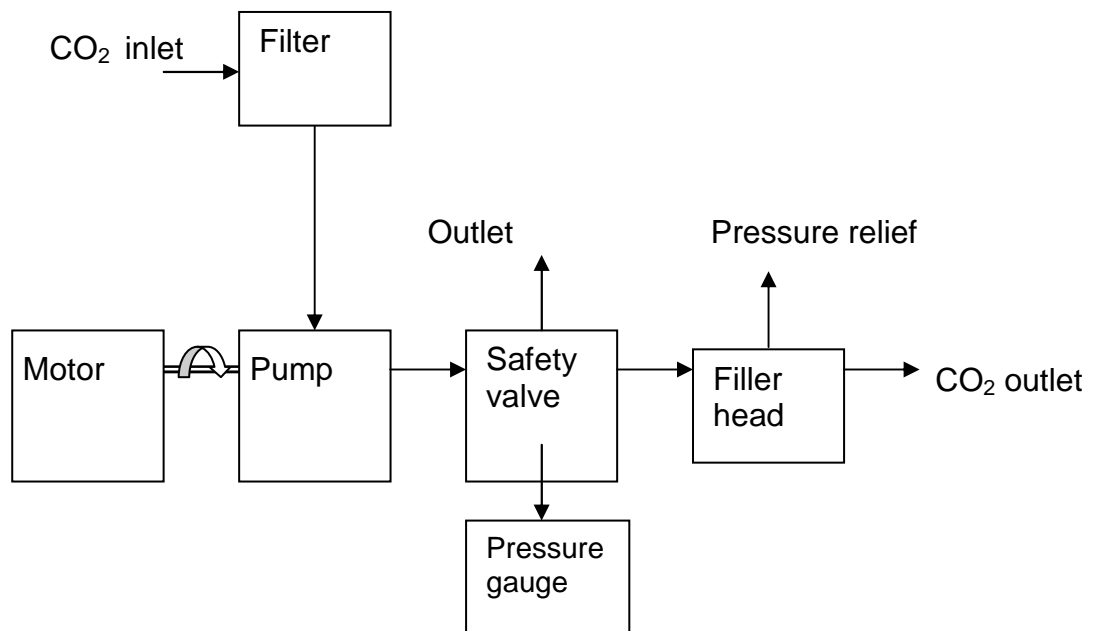 CO₂ inlet
Filter
Outlet
Pressure relief
Motor
Pump
Safety
valve
Filler
head
CO₂ outlet
Pressure
gauge